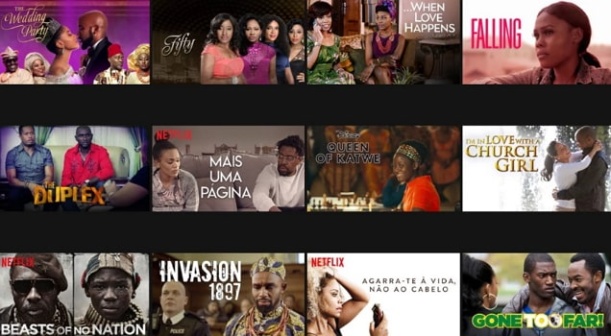 THE
Wedding
Party
Fifty
...WHEN
LOVE
HAPPENS
FALLING
THE
DUPLEX
NETFLIX
MAIS
UMA
PÁGINA
Disney
QUEEN
OF KATWE
I'M IN LOVE WITH A
CHURCH
GIRL
NETFLIX
BEASTS OF NO NATION
INVASION
1897
POLICE
NETFLIX
AGARRA-TE À VIDA,
NÃO AO CABELO
GONE TOO FAR!